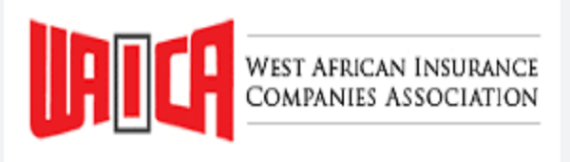 WAICA
WEST AFRICAN INSURANCE
COMPANIES ASSOCIATION